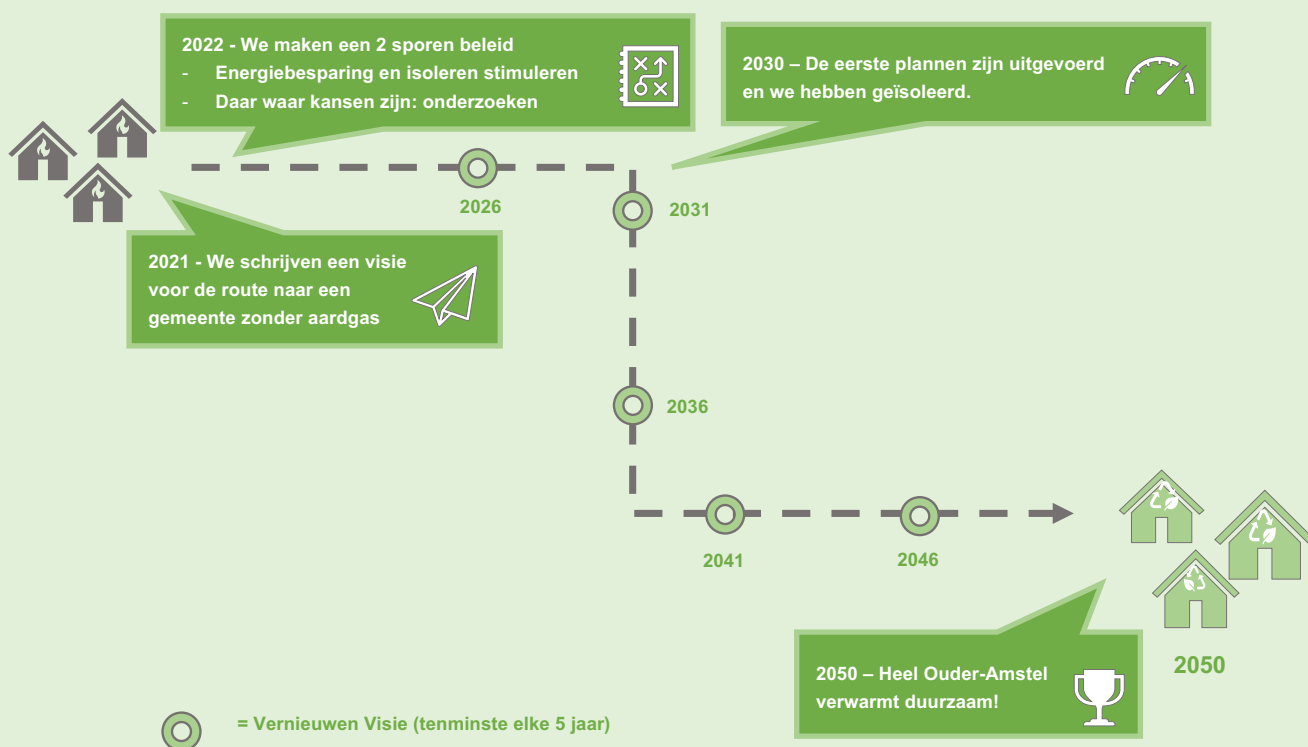 2022 - We maken een 2 sporen beleid
- Energiebesparing en isoleren stimuleren
- Daar waar kansen zijn: onderzoeken
2030 – De eerste plannen zijn uitgevoerd
en we hebben geïsoleerd.
2026
2031
2021 - We schrijven een visie
voor de route naar een
gemeente zonder aardgas
2036
2041
2046
2050 – Heel Ouder-Amstel
verwarmt duurzaam!
2050
= Vernieuwen Visie (tenminste elke 5 jaar)